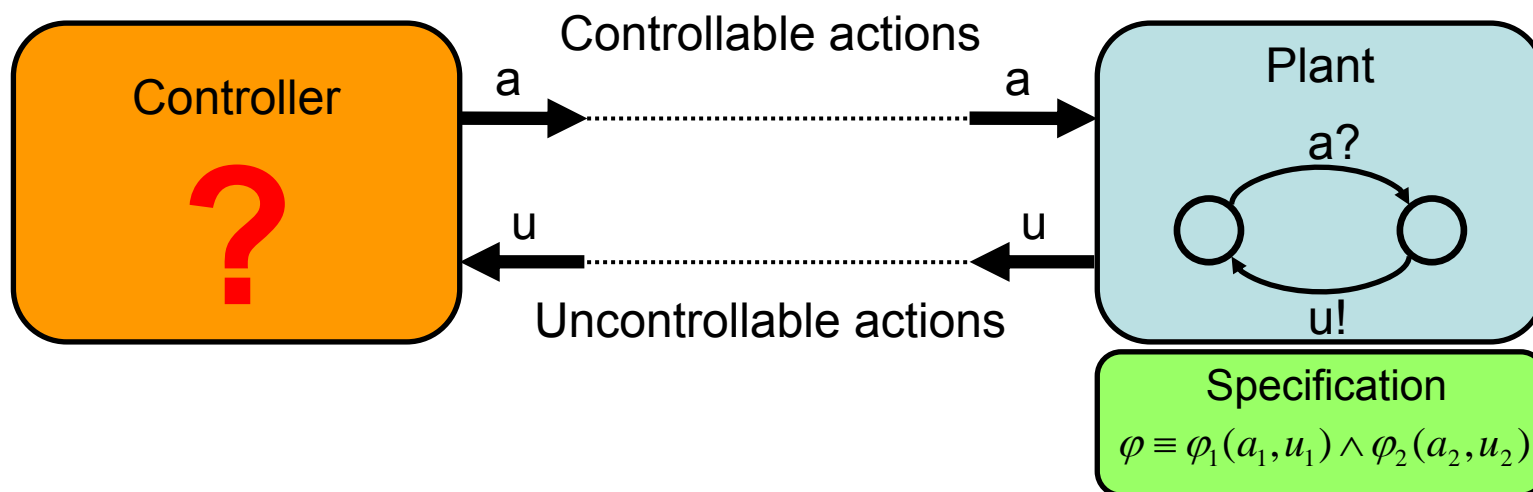 Controllable actions
Controller
?
a
a
u
u
Uncontrollable actions
Plant
a?
u!
Specification
φ ≡ φ₁(a₁,u₁) ∧ φ₂(a₂,u₂)